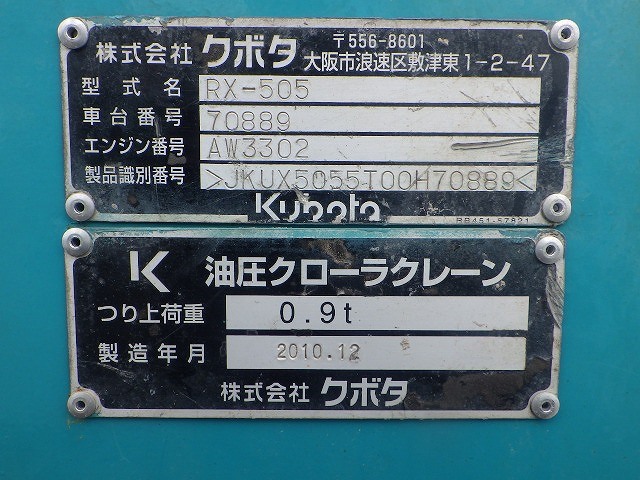 株式会社 クボタ 〒556-8601
大阪市浪速区敷津東1-2-47
型式名 RX-505
車台番号 70889
エンジン番号 AW3302
製品識別番号 >JKUX5055T00H70889<
Kubota
RB451-57821
K 油圧クローラクレーン
つり上荷重 0.9t
製造年月 2010.12
株式会社 クボタ